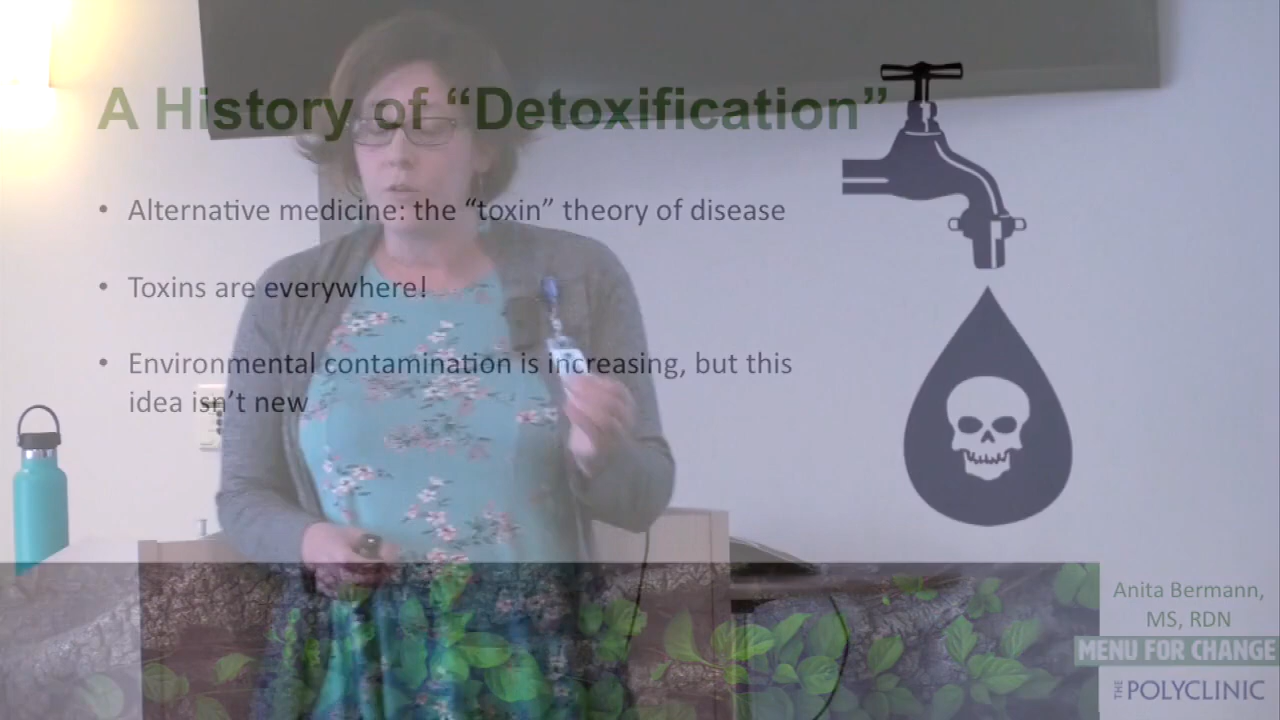 A History of “Detoxification”
• Alternative medicine: the “toxin” theory of disease
• Toxins are everywhere!
• Environmental contamination is increasing, but this
idea isn’t new
Anita Bermann,
MS, RDN
MENU FOR CHANGE
THE POLYCLINIC